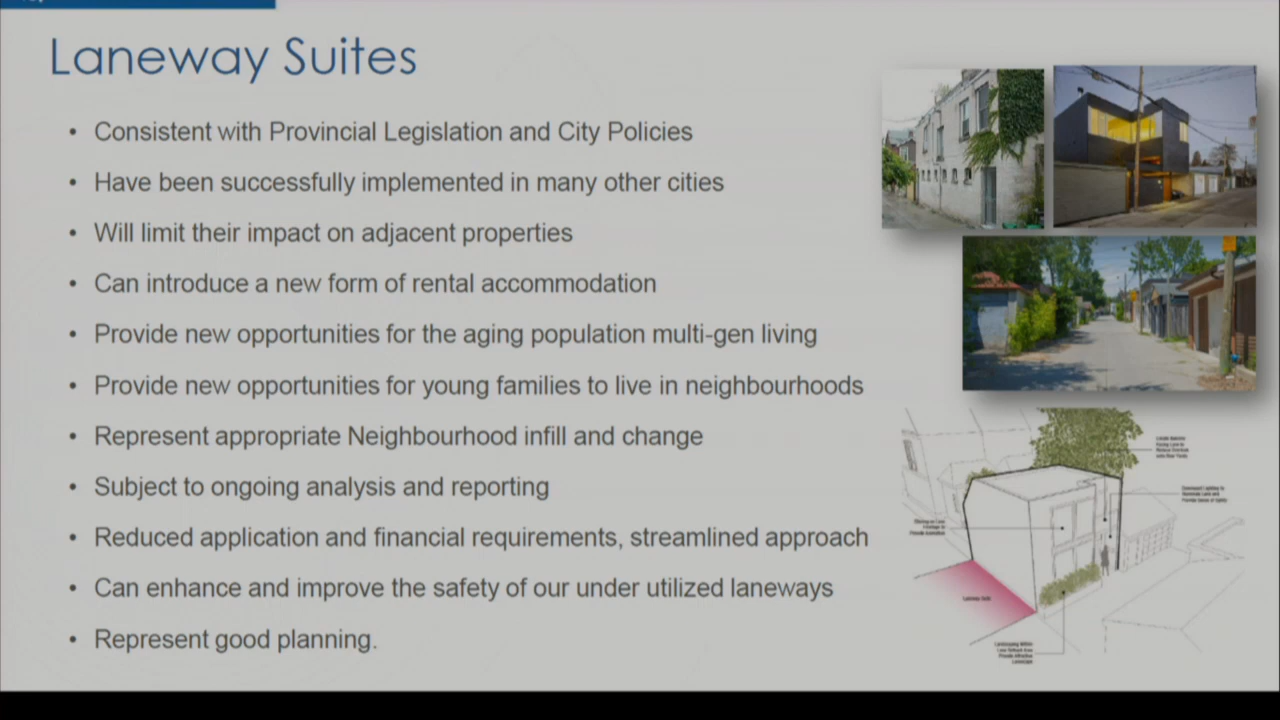 Laneway Suites
• Consistent with Provincial Legislation and City Policies
• Have been successfully implemented in many other cities
• Will limit their impact on adjacent properties
• Can introduce a new form of rental accommodation
• Provide new opportunities for the aging population multi-gen living
• Provide new opportunities for young families to live in neighbourhoods
• Represent appropriate Neighbourhood infill and change
• Subject to ongoing analysis and reporting
• Reduced application and financial requirements, streamlined approach
• Can enhance and improve the safety of our under utilized laneways
• Represent good planning.
Laneway Suite